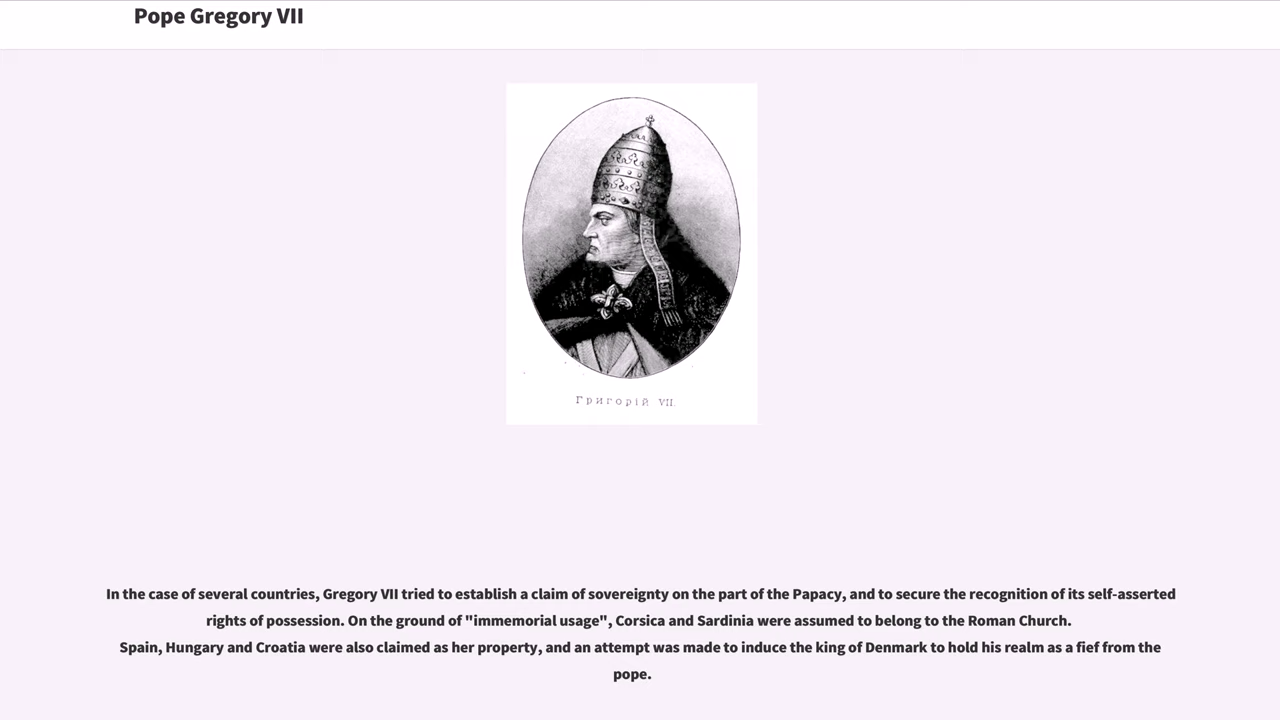 Pope Gregory VII
Григорій VII.
In the case of several countries, Gregory VII tried to establish a claim of sovereignty on the part of the Papacy, and to secure the recognition of its self-asserted
rights of possession. On the ground of "immemorial usage", Corsica and Sardinia were assumed to belong to the Roman Church.
Spain, Hungary and Croatia were also claimed as her property, and an attempt was made to induce the king of Denmark to hold his realm as a fief from the
pope.